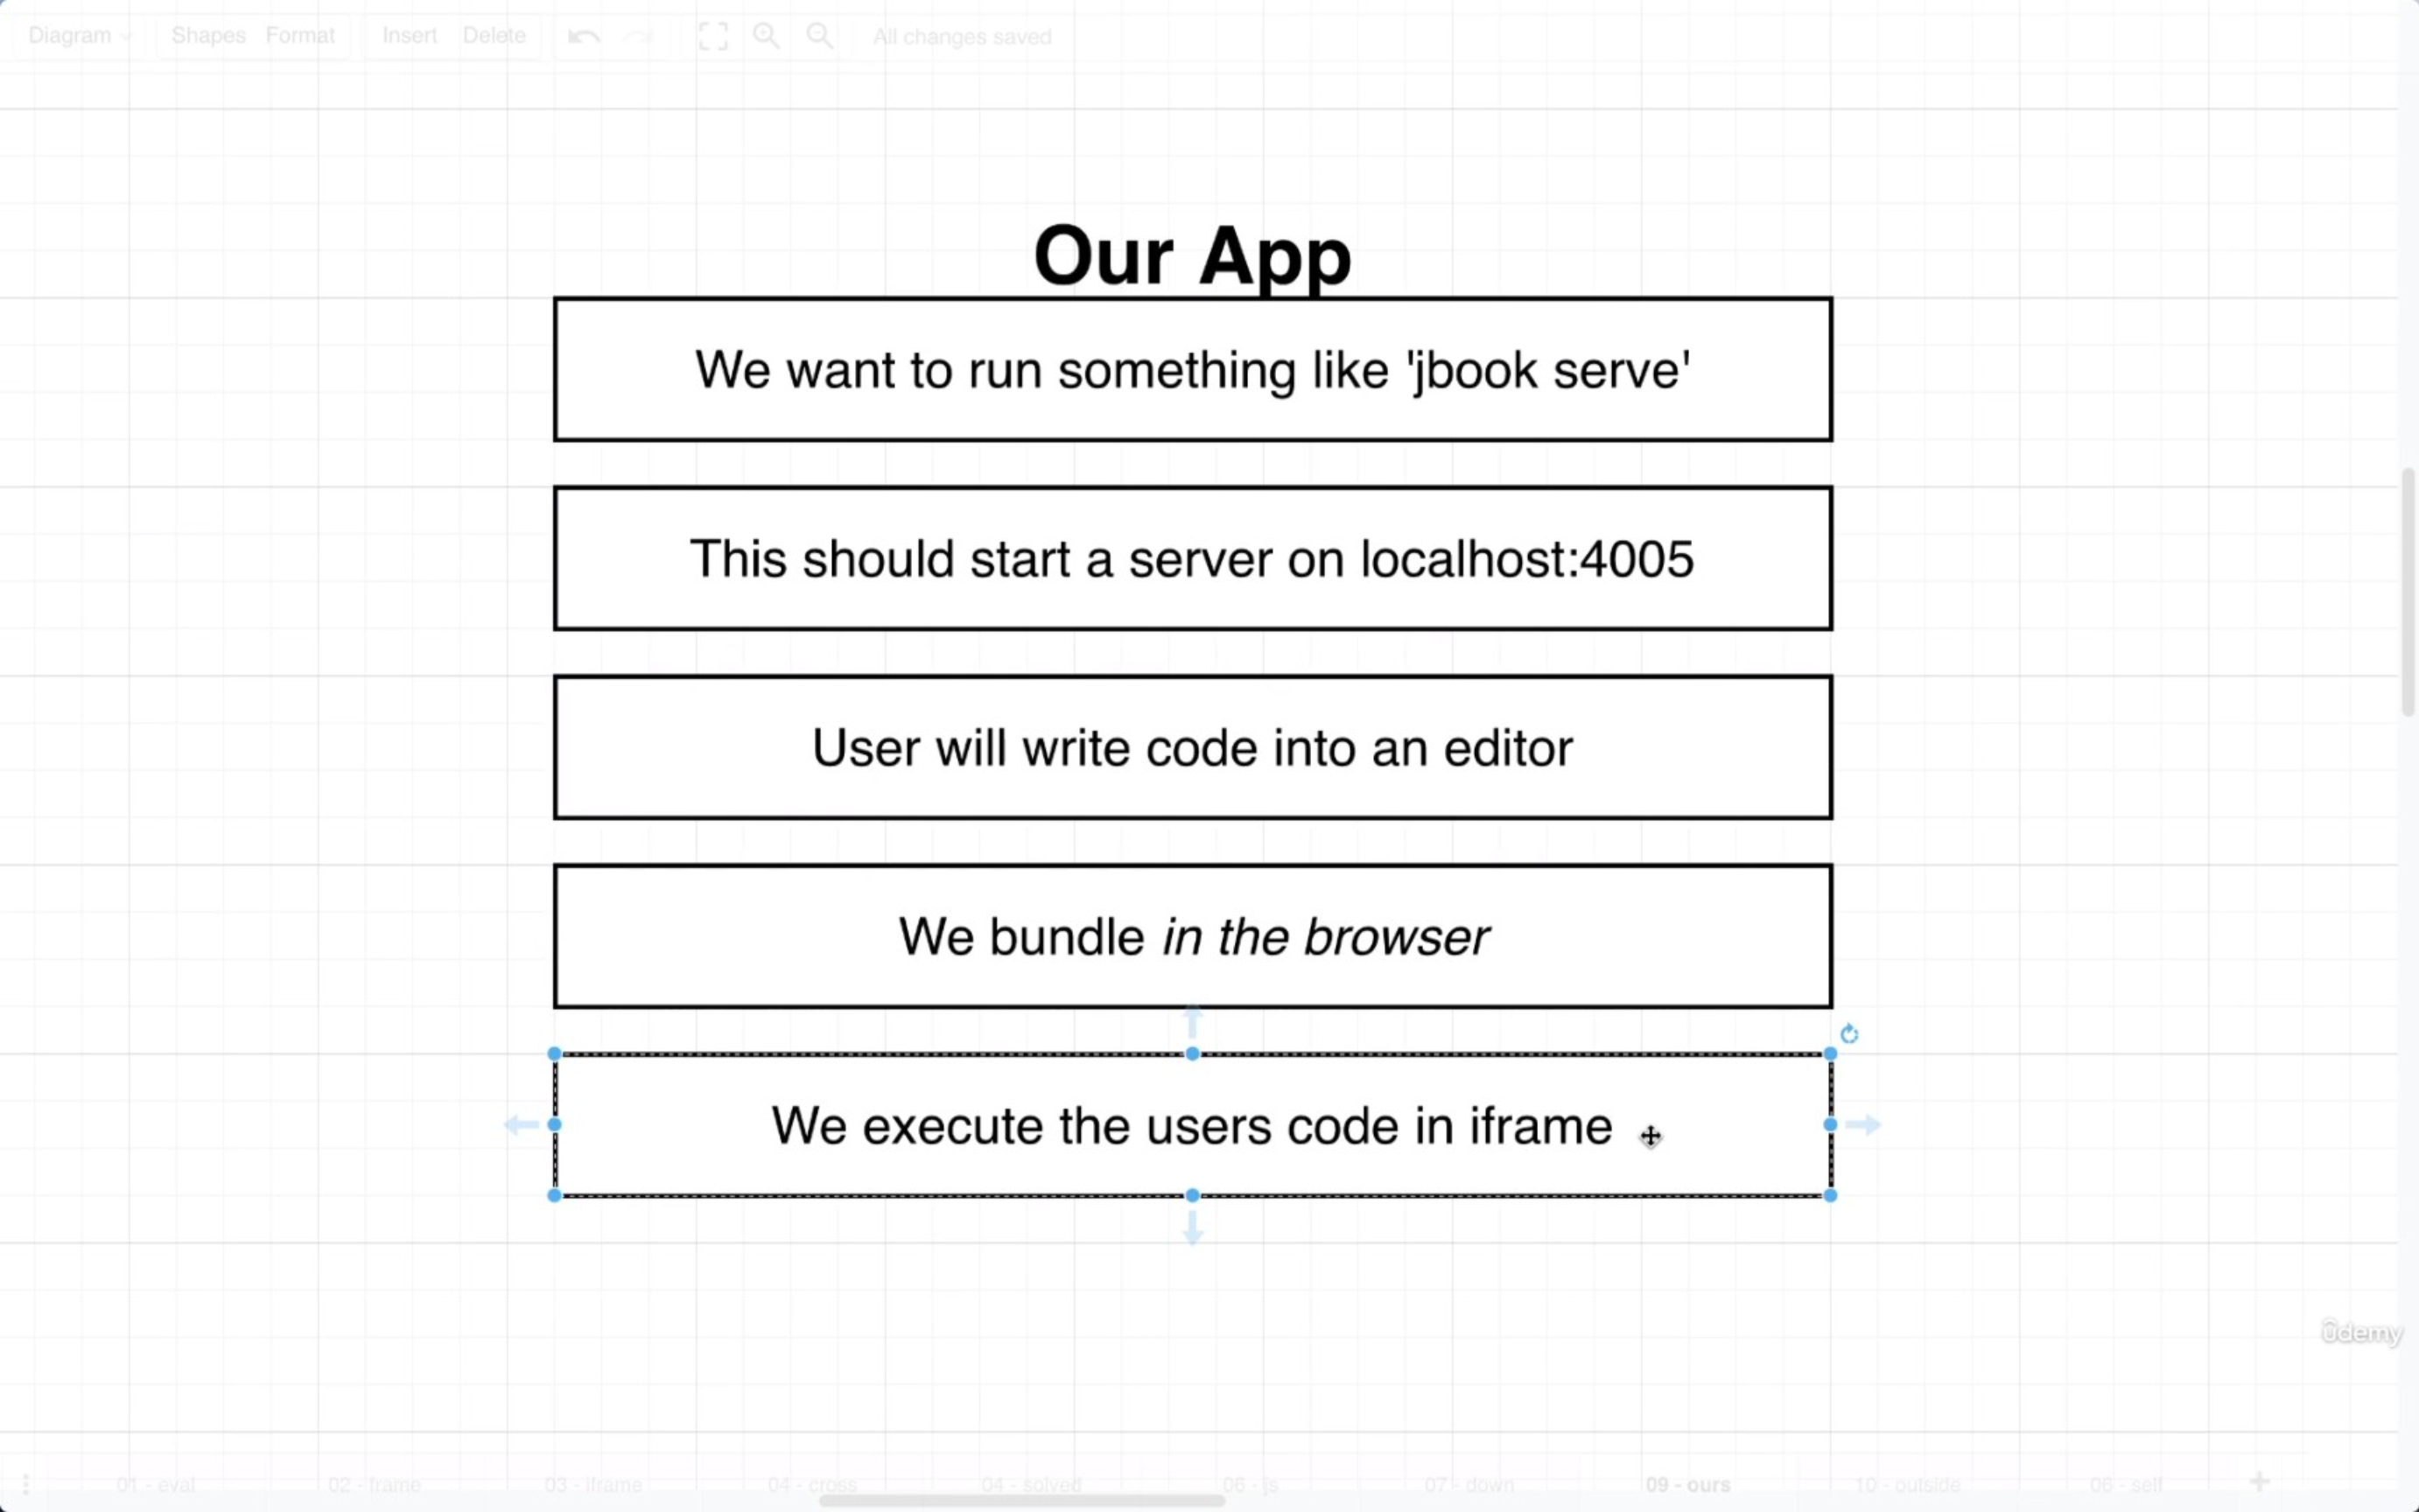 Diagram Shapes Format Insert Delete All changes saved
Our App
We want to run something like 'jbook serve'
This should start a server on localhost:4005
User will write code into an editor
We bundle in the browser
We execute the users code in iframe
ûdemy
01 - eval 02 - frame 03 - iframe 04 - cross 04 - solved 06 - js 07 - down 09 - ours 10 - outside 06 - self